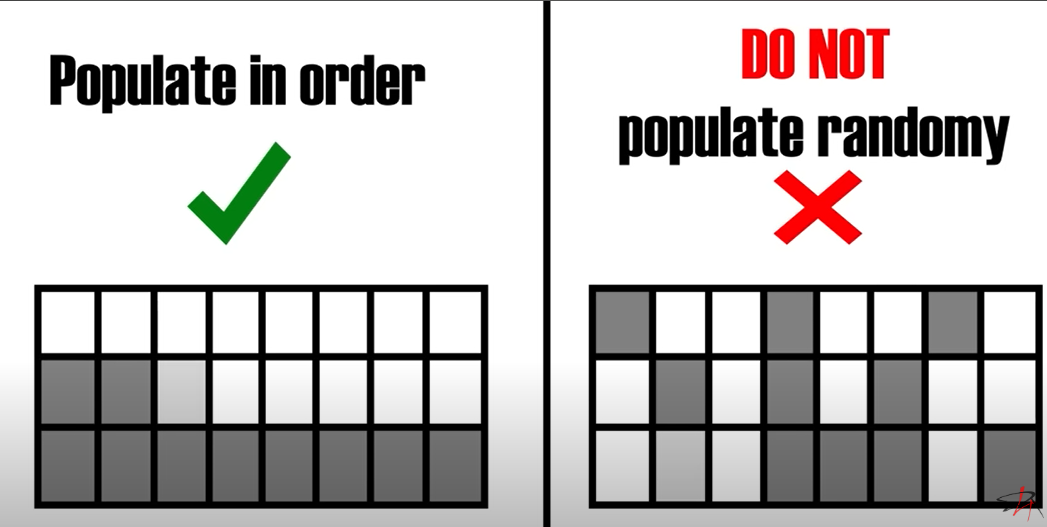 Populate in order
DO NOT
populate randomy